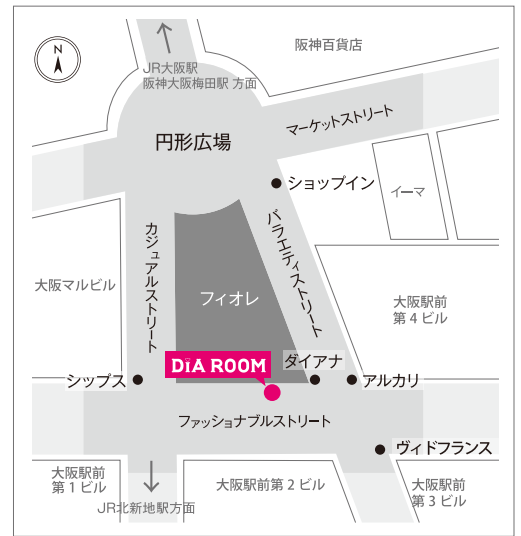 N
阪神百貨店
JR大阪駅
阪神大阪梅田駅 方面
マーケットストリート
円形広場
ショップイン
イーマ
カジュアルストリート
バラエティストリート
大阪マルビル
フィオレ
大阪駅前
第4ビル
DIA ROOM
ダイアナ
シップス
アルカリ
ファッショナブルストリート
ヴィドフランス
大阪駅前
第1ビル
大阪駅前第2ビル
大阪駅前
第3ビル
JR北新地駅方面